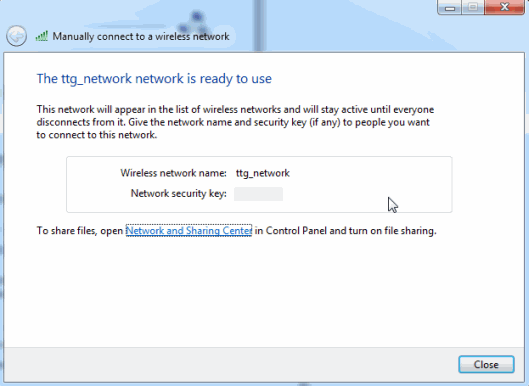 Manually connect to a wireless network
The ttg_network network is ready to use
This network will appear in the list of wireless networks and will stay active until everyone
disconnects from it. Give the network name and security key (if any) to people you want
to connect to this network.
Wireless network name: ttg_network
Network security key:
To share files, open Network and Sharing Center in Control Panel and turn on file sharing.
Close